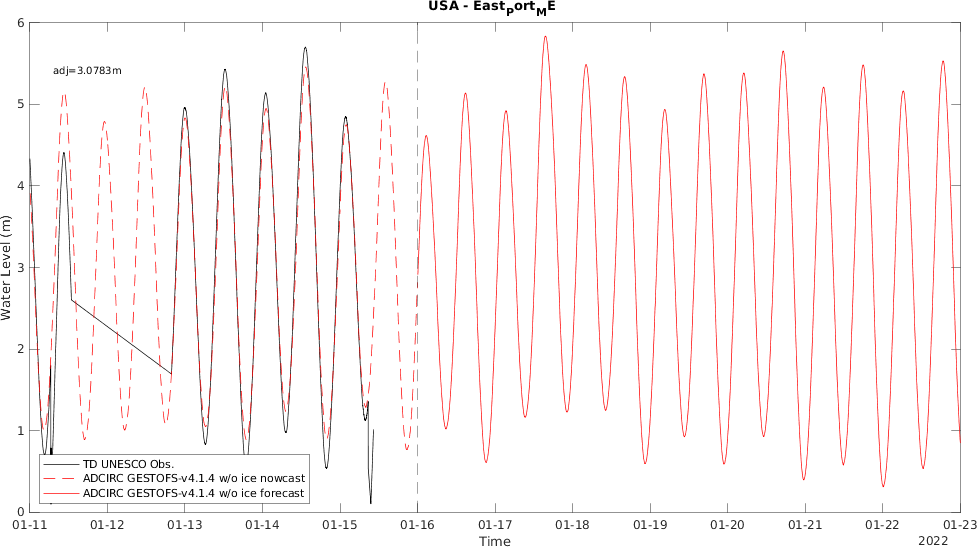 USA - East_Port_ME
6
adj=3.0783m
5
4
3
2
1
0
Water Level (m)
TD UNESCO Obs.
ADCIRC GESTOFS-v4.1.4 w/o ice nowcast
ADCIRC GESTOFS-v4.1.4 w/o ice forecast
01-11 01-12 01-13 01-14 01-15 01-16 01-17 01-18 01-19 01-20 01-21 01-22 01-23
Time
2022